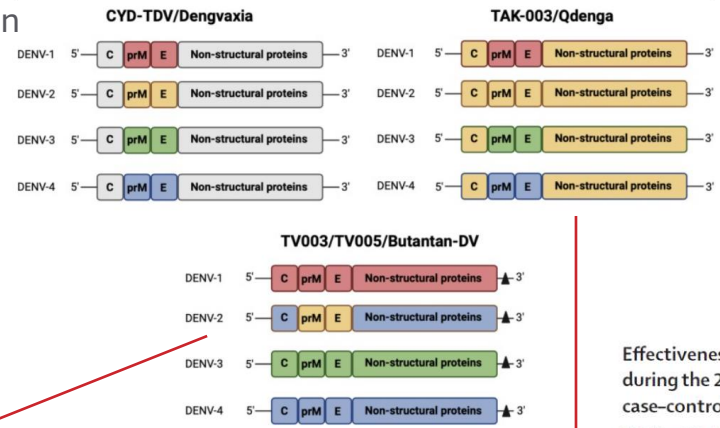 n
CYD-TDV/Dengvaxia
DENV-1 5' C prM E Non-structural proteins 3'
DENV-2 5' C prM E Non-structural proteins 3'
DENV-3 5' C prM E Non-structural proteins 3'
DENV-4 5' C prM E Non-structural proteins 3'
TAK-003/Qdenga
DENV-1 5' C prM E Non-structural proteins 3'
DENV-2 5' C prM E Non-structural proteins 3'
DENV-3 5' C prM E Non-structural proteins 3'
DENV-4 5' C prM E Non-structural proteins 3'
TV003/TV005/Butantan-DV
DENV-1 5' C prM E Non-structural proteins 3'
DENV-2 5' C prM E Non-structural proteins 3'
DENV-3 5' C prM E Non-structural proteins 3'
DENV-4 5' C prM E Non-structural proteins 3'
Effectivenes
during the 2
case-contro